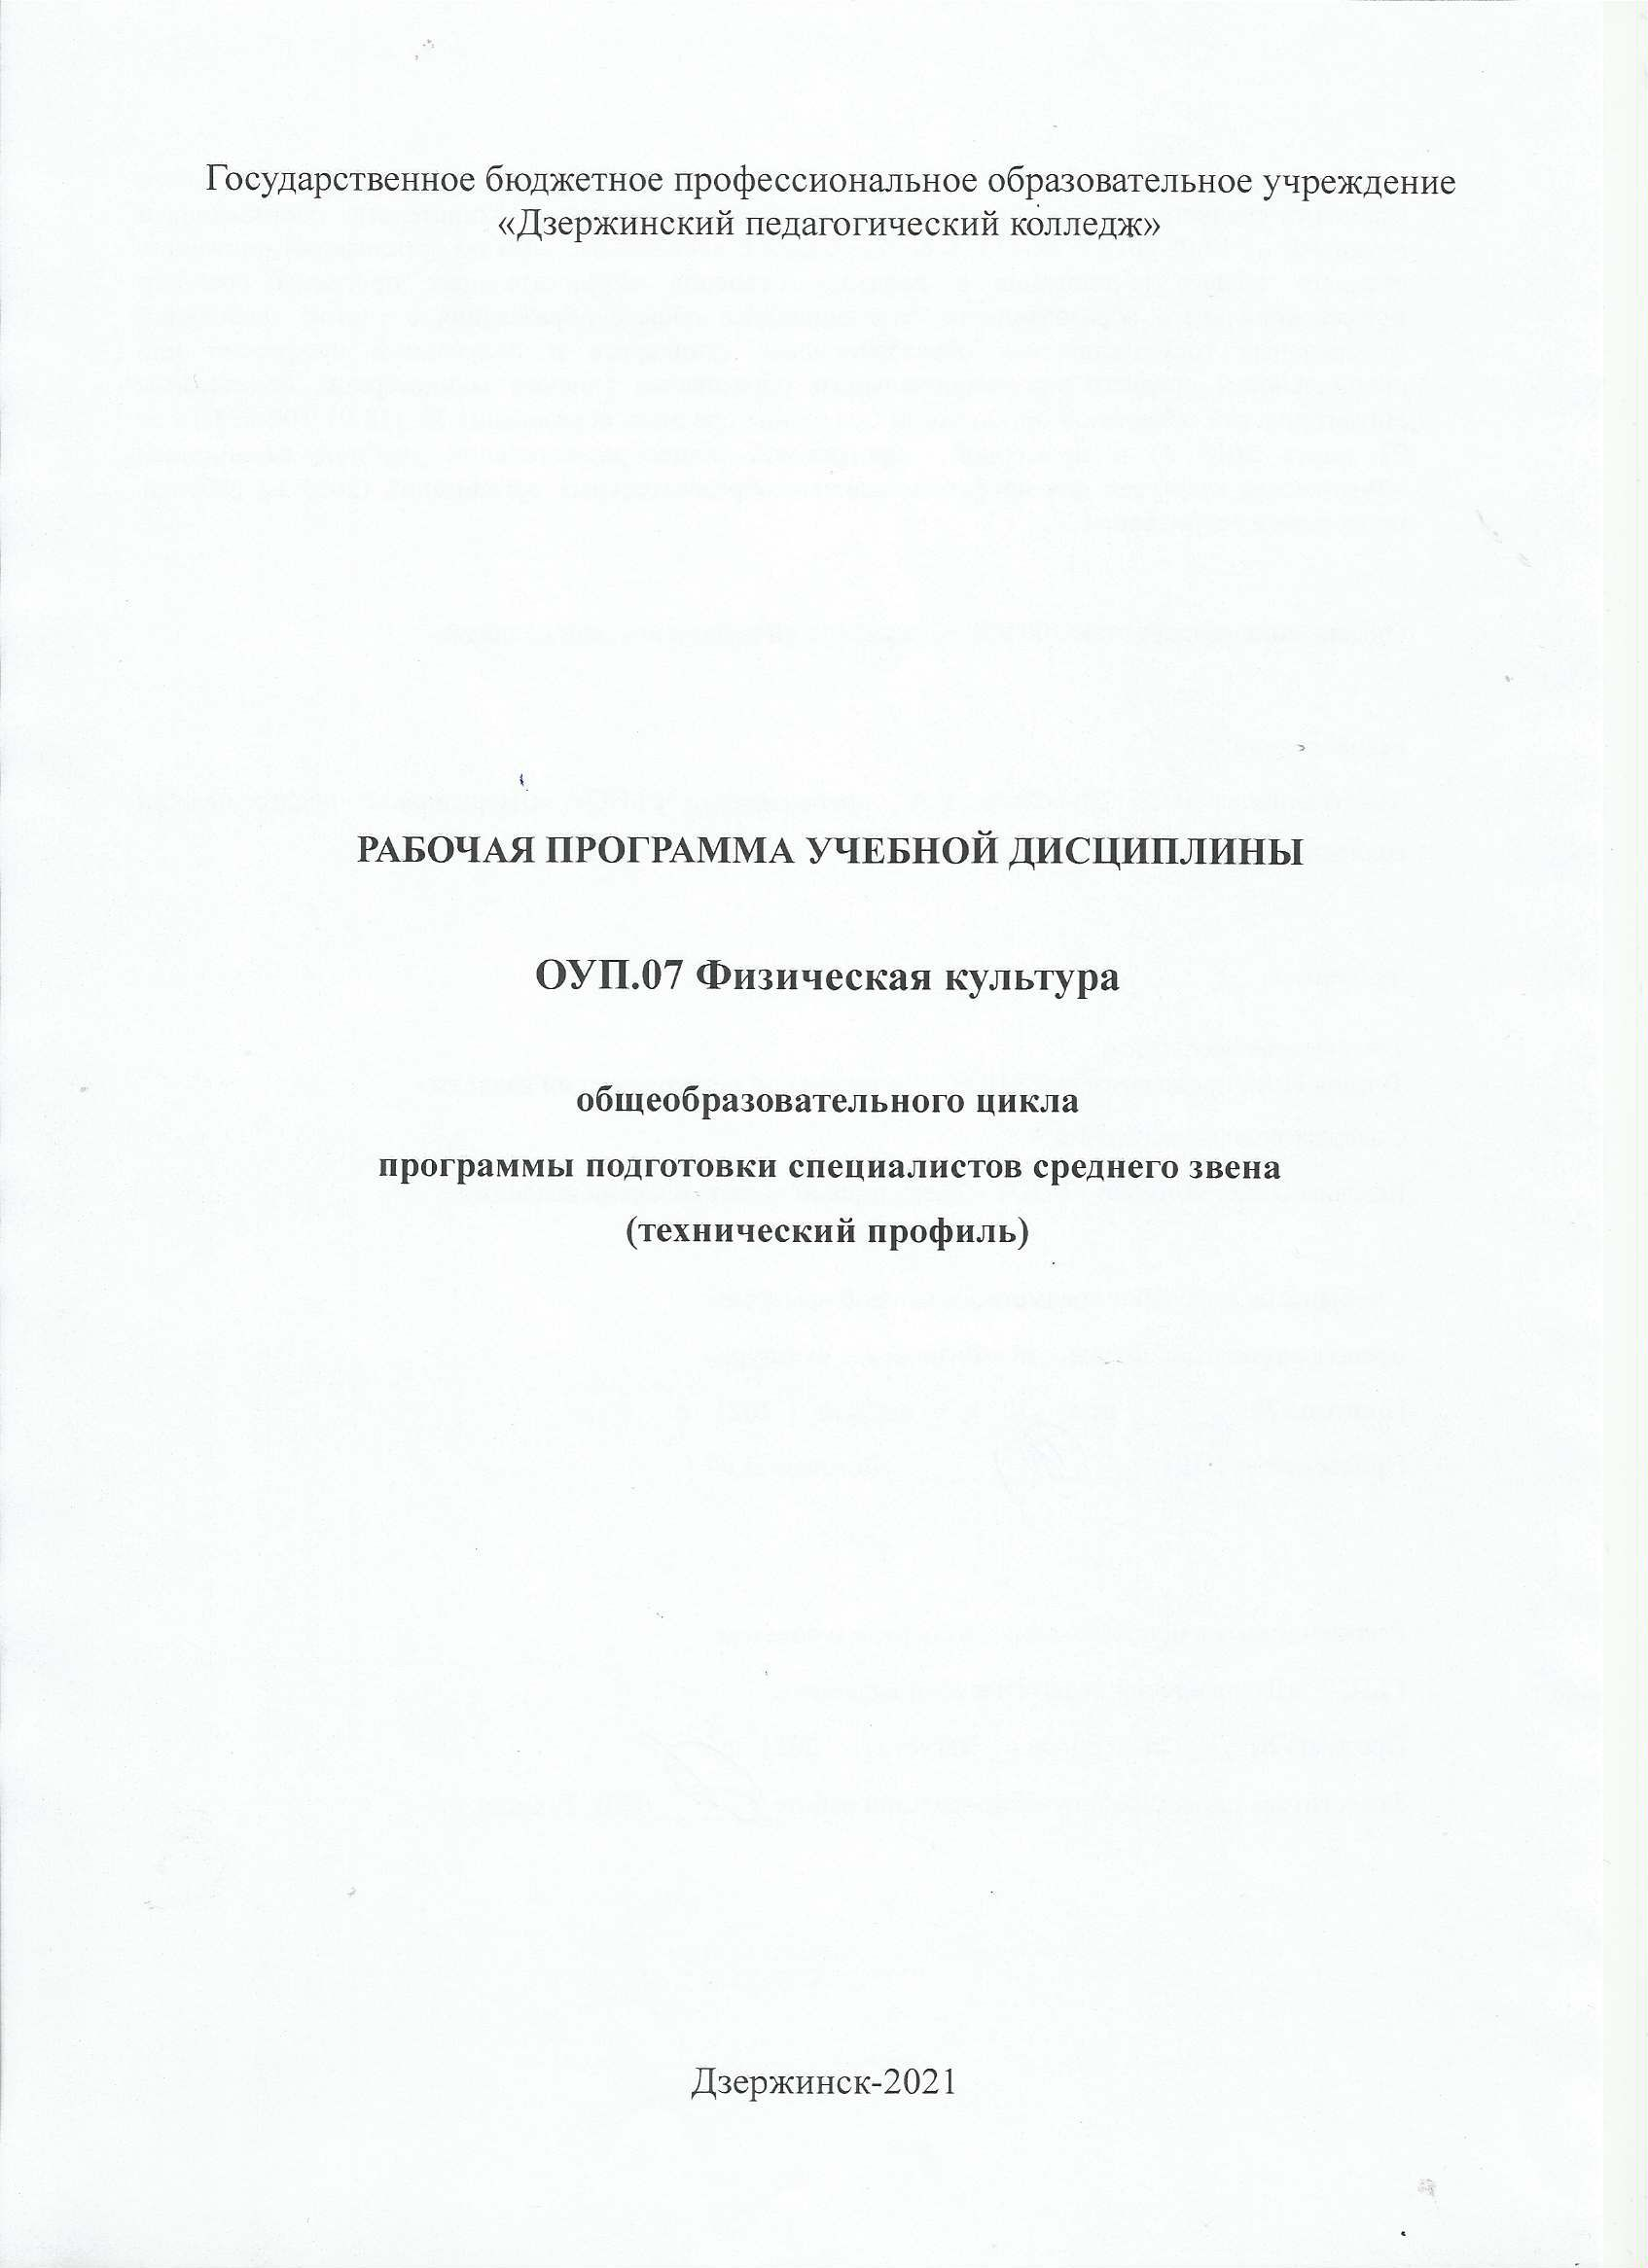 Государственное бюджетное профессиональное образовательное учреждение
«Дзержинский педагогический колледж»
РАБОЧАЯ ПРОГРАММА УЧЕБНОЙ ДИСЦИПЛИНЫ
ОУП.07 Физическая культура
общеобразовательного цикла
программы подготовки специалистов среднего звена
(технический профиль)
Дзержинск-2021